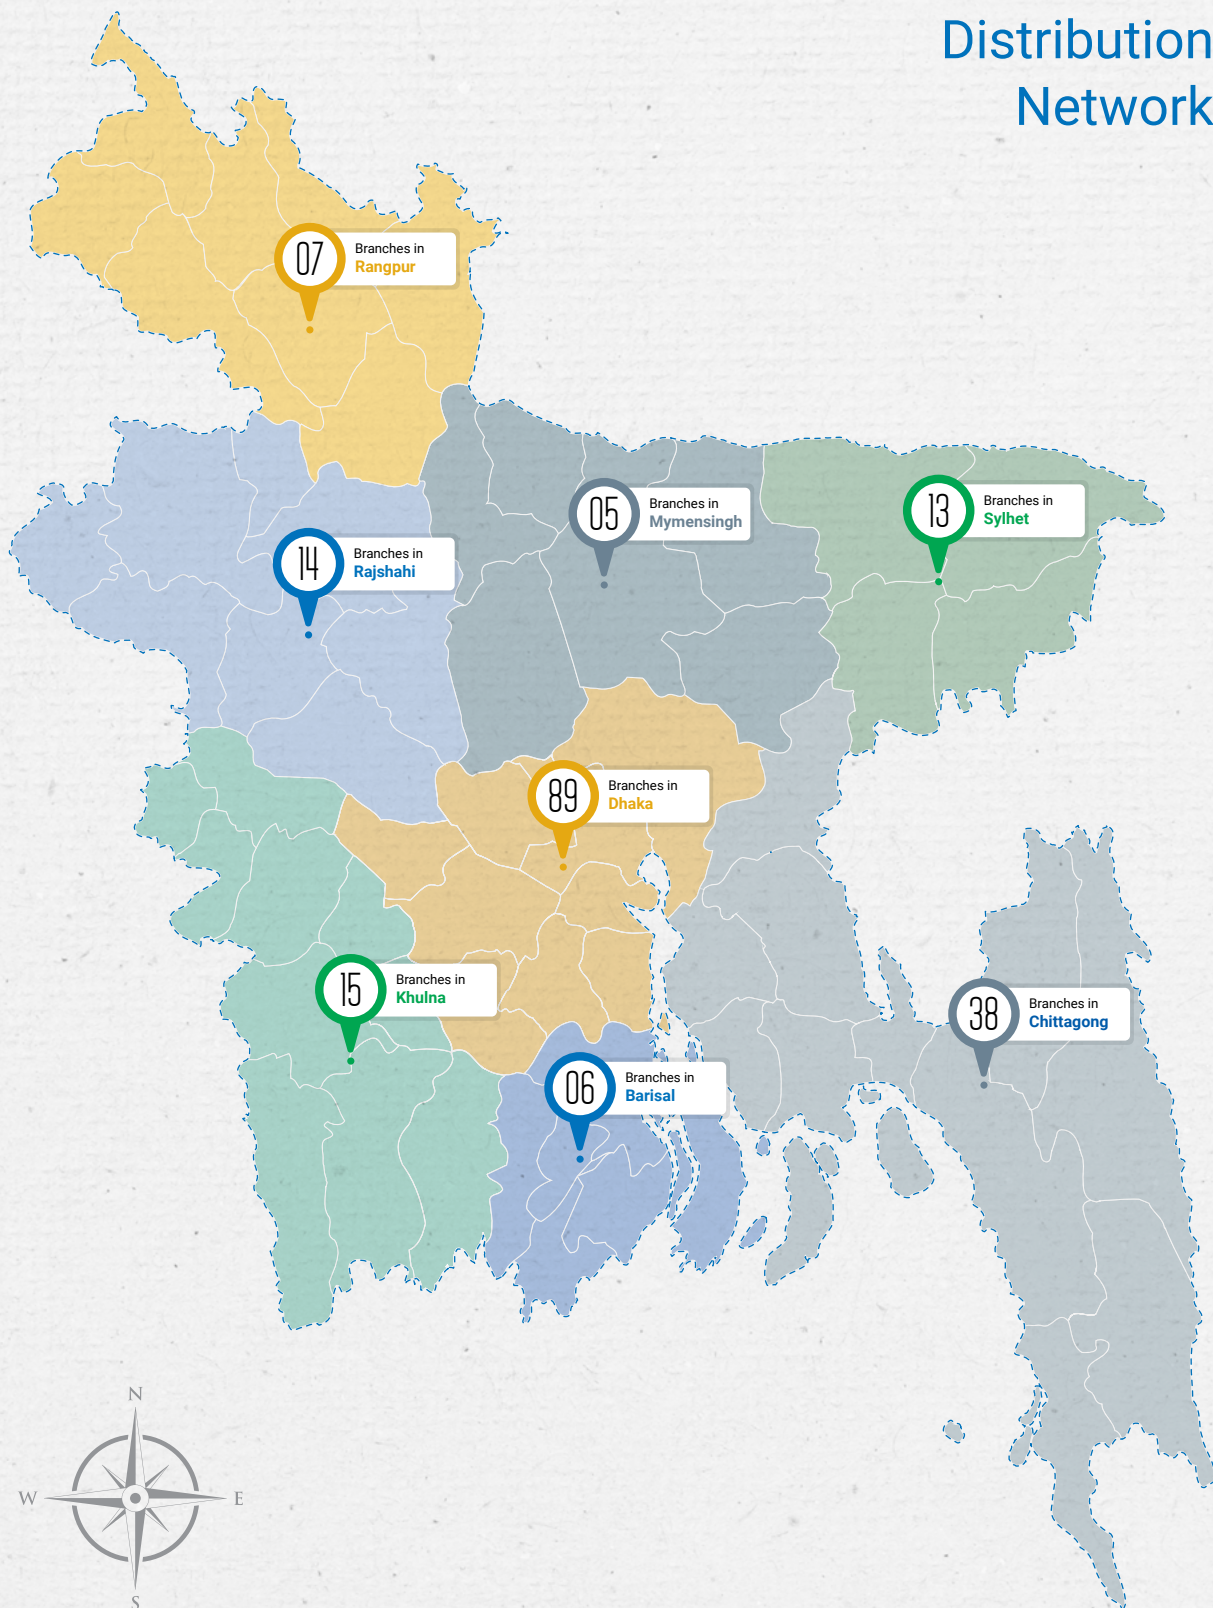 Distribution
Network
07
Branches in
Rangpur
05
Branches in
Mymensingh
13
Branches in
Sylhet
14
Branches in
Rajshahi
89
Branches in
Dhaka
15
Branches in
Khulna
38
Branches in
Chittagong
06
Branches in
Barisal
N
W
E
S